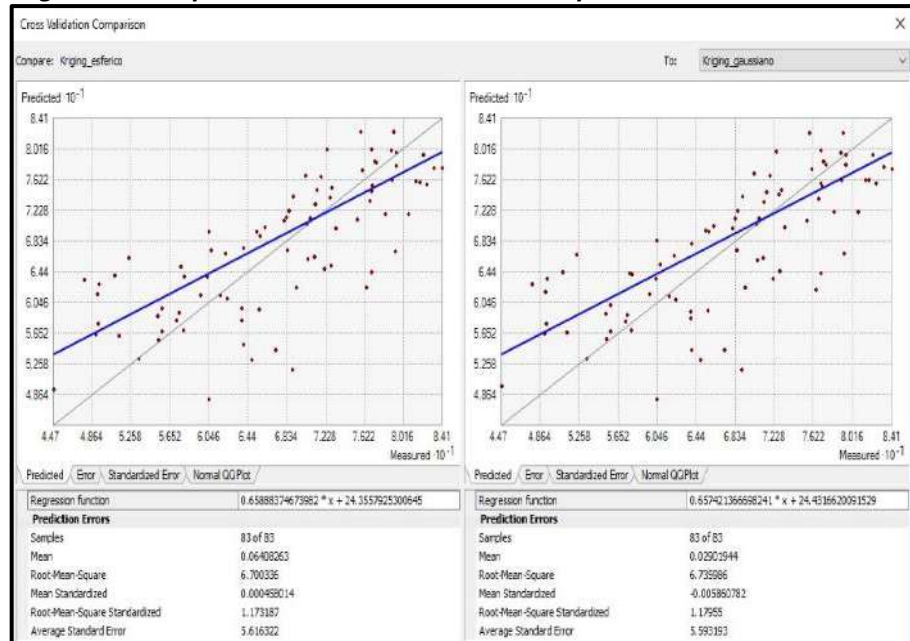 Cross Validation Comparison
X
Compare: Kriging_esferico
To: Kriging_gaussiano
Predicted ·10⁻¹
8.41
8.016
7.622
7.228
6.834
6.44
6.046
5.652
5.258
4.864
4.47 4.864 5.258 5.652 6.046 6.44 6.834 7.228 7.622 8.016 8.41
Measured ·10⁻¹
Predicted Error Standardized Error Normal QQPlot
Regression function 0.65888374673982 * x + 24.3557925300645
Prediction Errors
Samples 83 of 83
Mean 0.06408263
Root-Mean-Square 6.700336
Mean Standardized 0.000458014
Root-Mean-Square Standardized 1.173187
Average Standard Error 5.616322
Predicted ·10⁻¹
8.41
8.016
7.622
7.228
6.834
6.44
6.046
5.652
5.258
4.864
4.47 4.864 5.258 5.652 6.046 6.44 6.834 7.228 7.622 8.016 8.41
Measured ·10⁻¹
Predicted Error Standardized Error Normal QQPlot
Regression function 0.657421366698241 * x + 24.4316620091529
Prediction Errors
Samples 83 of 83
Mean 0.02901944
Root-Mean-Square 6.735986
Mean Standardized -0.005860782
Root-Mean-Square Standardized 1.17955
Average Standard Error 5.593193